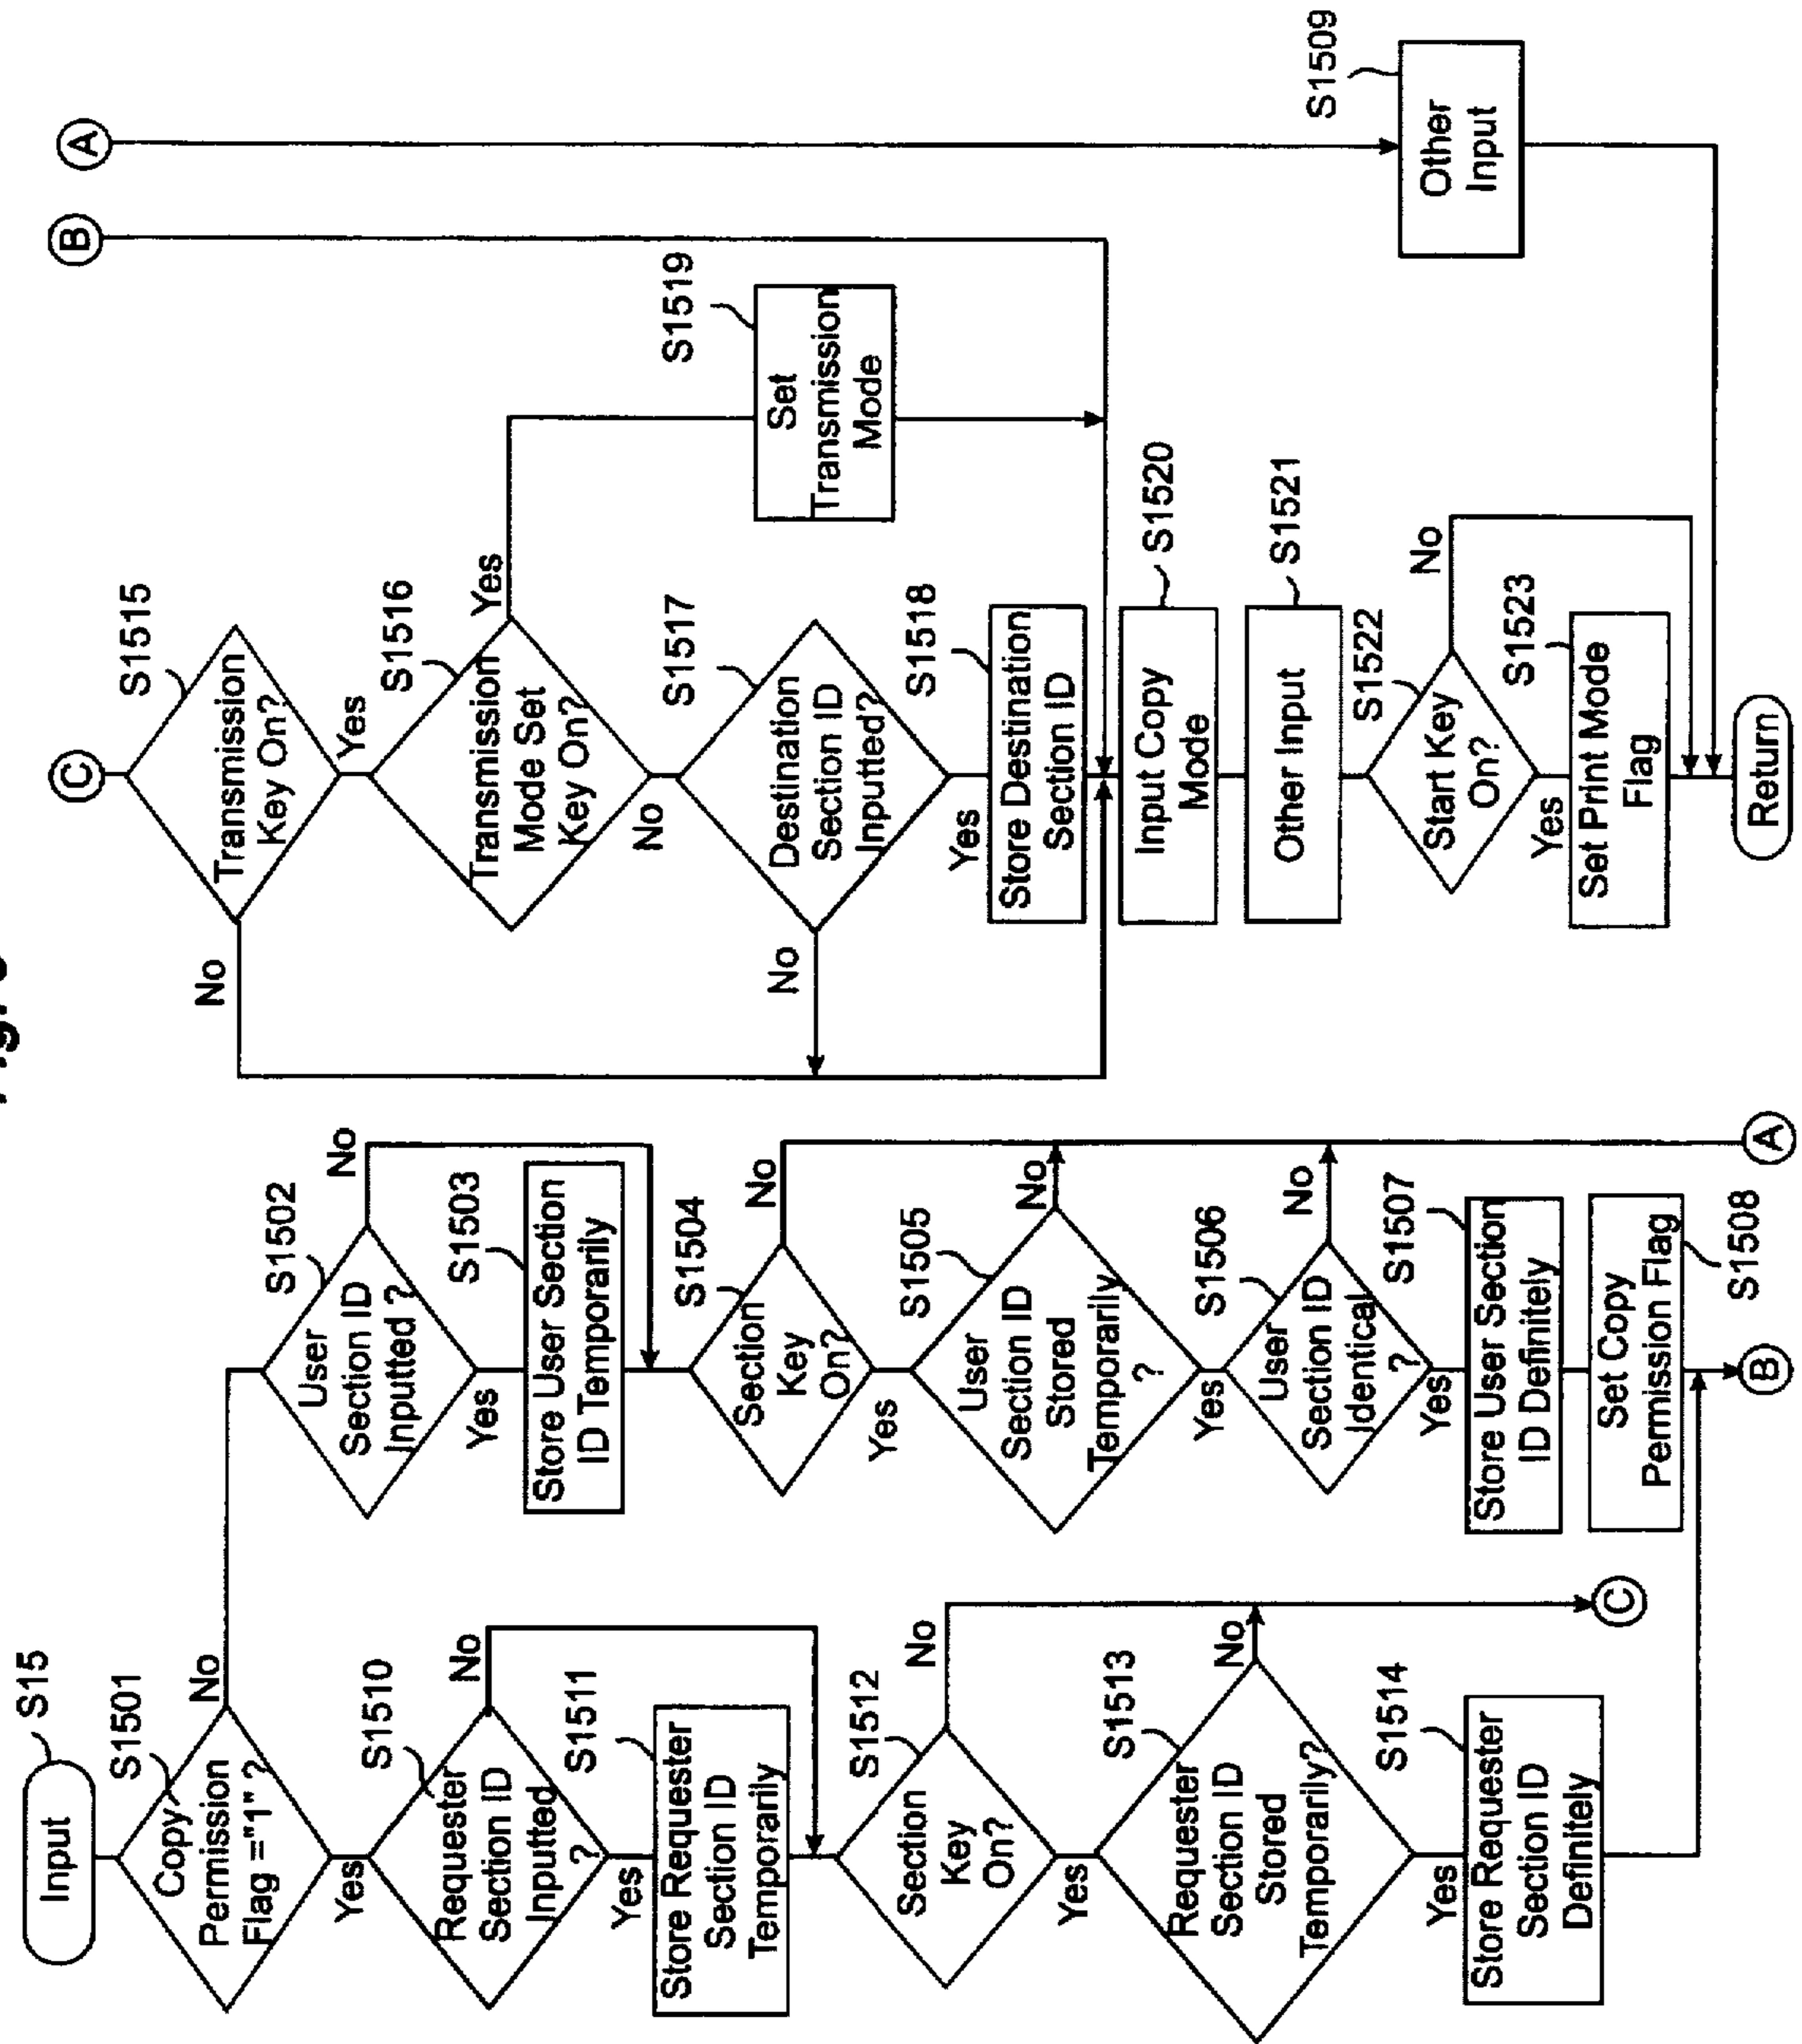 Input
S15
Copy
Permission
Flag ="1" ?
S1501
No
Yes
Requester
Section ID
Inputted
?
S1510
No
Yes
Store Requester
Section ID
Temporarily
S1511
Section
Key
On?
S1512
No
Yes
Requester
Section ID
Stored
Temporarily?
S1513
No
Yes
Store Requester
Section ID
Definitely
S1514
C
User
Section ID
Inputted ?
S1502
No
Yes
Store User Section
ID Temporarily
S1503
Section
Key
On?
S1504
No
Yes
User
Section ID
Stored
Temporarily
?
S1505
No
Yes
User
Section ID
Identical
?
S1506
No
Yes
Store User Section
ID Definitely
S1507
Set Copy
Permission Flag
S1508
B
A
C
Transmission
Key On?
S1515
No
Yes
Transmission
Mode Set
Key On?
S1516
Yes
No
Destination
Section ID
Inputted?
S1517
No
Yes
Store Destination
Section ID
S1518
Set
Transmission
Mode
S1519
Input Copy
Mode
S1520
Other Input
S1521
Start Key
On?
S1522
No
Yes
Set Print Mode
Flag
S1523
Return
B
A
Other
Input
S1509